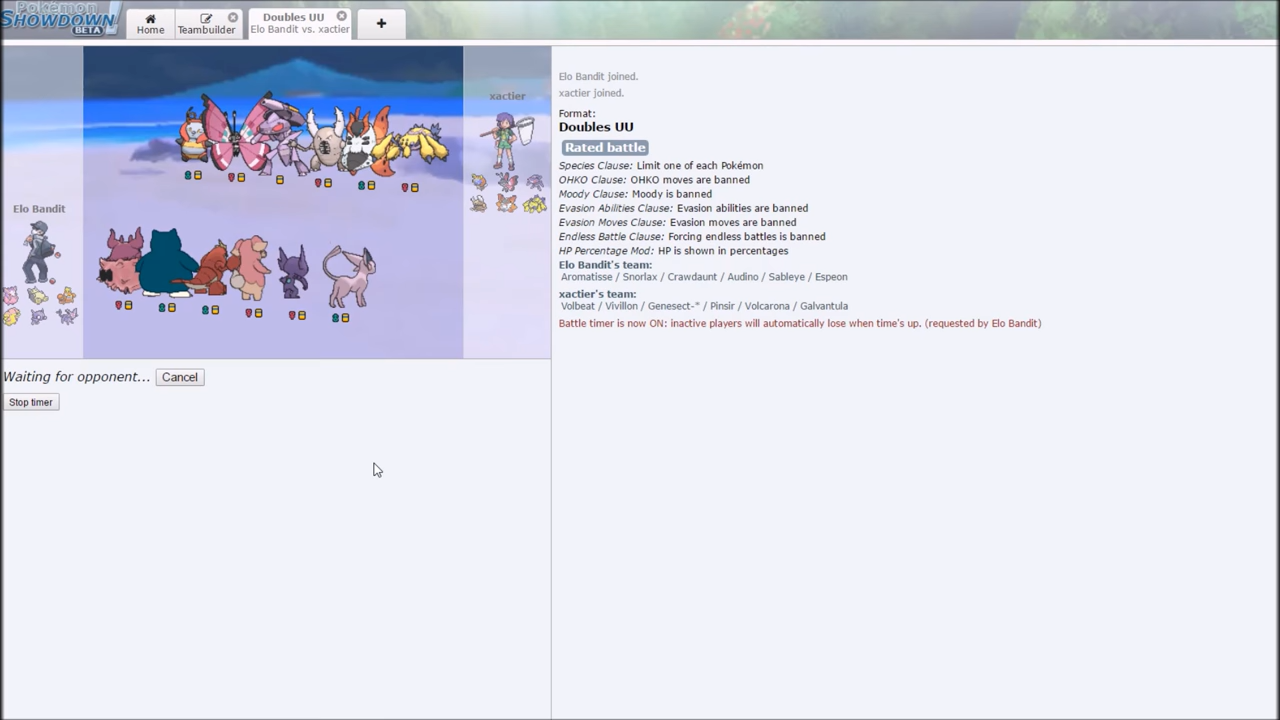 Pokémon
SHOWDOWN
BETA
Home
Teambuilder
Doubles UU
Elo Bandit vs. xactier
+
xactier
Elo Bandit
Waiting for opponent... Cancel
Stop timer
Elo Bandit joined.
xactier joined.
Format:
Doubles UU
Rated battle
Species Clause: Limit one of each Pokémon
OHKO Clause: OHKO moves are banned
Moody Clause: Moody is banned
Evasion Abilities Clause: Evasion abilities are banned
Evasion Moves Clause: Evasion moves are banned
Endless Battle Clause: Forcing endless battles is banned
HP Percentage Mod: HP is shown in percentages
Elo Bandit's team:
Aromatisse / Snorlax / Crawdaunt / Audino / Sableye / Espeon
xactier's team:
Volbeat / Vivillon / Genesect-* / Pinsir / Volcarona / Galvantula
Battle timer is now ON: inactive players will automatically lose when time's up. (requested by Elo Bandit)